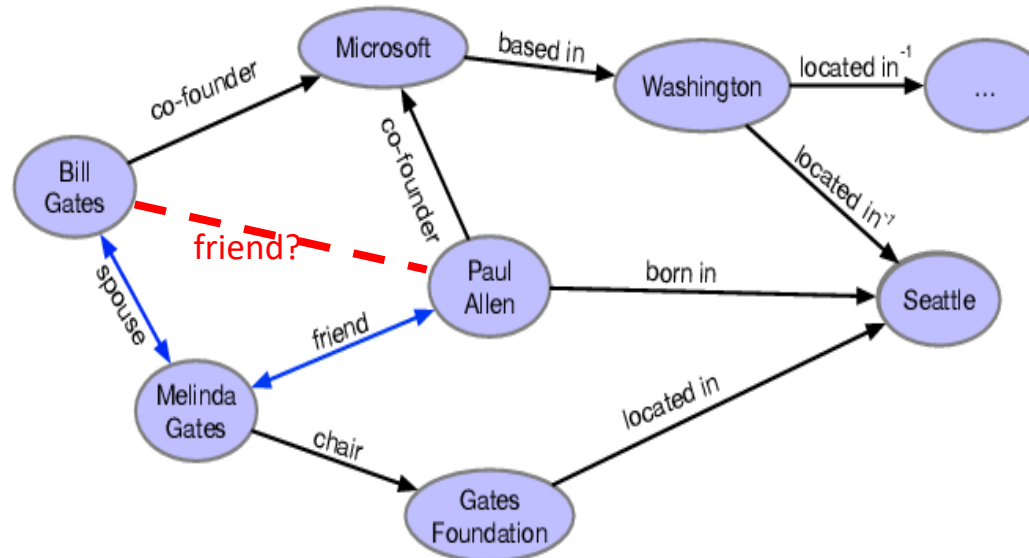 Microsoft
based in
Washington
located in-1
...
co-founder
Bill
Gates
co-founder
located in-1
friend?
Paul
Allen
born in
Seattle
spouse
friend
Melinda
Gates
located in
chair
Gates
Foundation